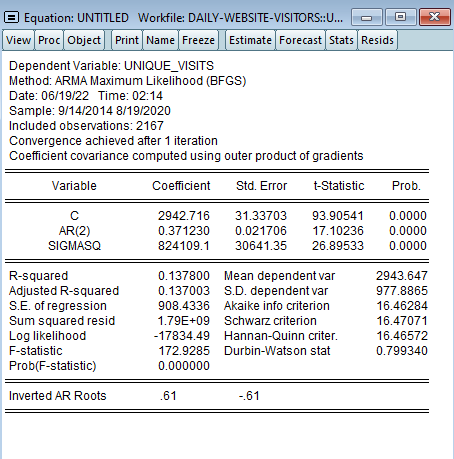 Equation: UNTITLED Workfile: DAILY-WEBSITE-VISITORS::U...
View Proc Object Print Name Freeze Estimate Forecast Stats Resids
Dependent Variable: UNIQUE_VISITS
Method: ARMA Maximum Likelihood (BFGS)
Date: 06/19/22 Time: 02:14
Sample: 9/14/2014 8/19/2020
Included observations: 2167
Convergence achieved after 1 iteration
Coefficient covariance computed using outer product of gradients
Variable Coefficient Std. Error t-Statistic Prob.
C 2942.716 31.33703 93.90541 0.0000
AR(2) 0.371230 0.021706 17.10236 0.0000
SIGMASQ 824109.1 30641.35 26.89533 0.0000
R-squared 0.137800 Mean dependent var 2943.647
Adjusted R-squared 0.137003 S.D. dependent var 977.8865
S.E. of regression 908.4336 Akaike info criterion 16.46284
Sum squared resid 1.79E+09 Schwarz criterion 16.47071
Log likelihood -17834.49 Hannan-Quinn criter. 16.46572
F-statistic 172.9285 Durbin-Watson stat 0.799340
Prob(F-statistic) 0.000000
Inverted AR Roots .61 -.61